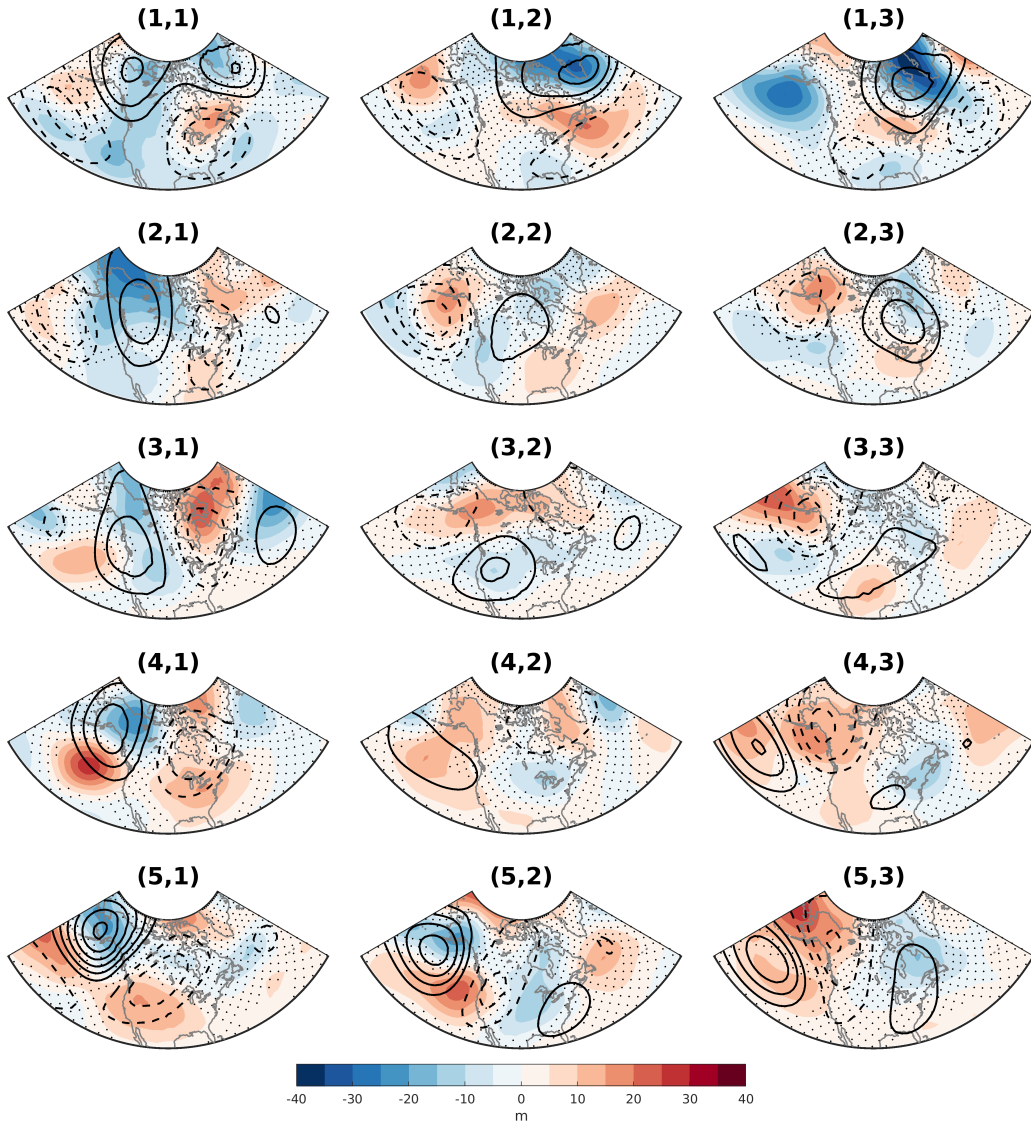 (1,1) (1,2) (1,3)
(2,1) (2,2) (2,3)
(3,1) (3,2) (3,3)
(4,1) (4,2) (4,3)
(5,1) (5,2) (5,3)
-40 -30 -20 -10 0 10 20 30 40
m